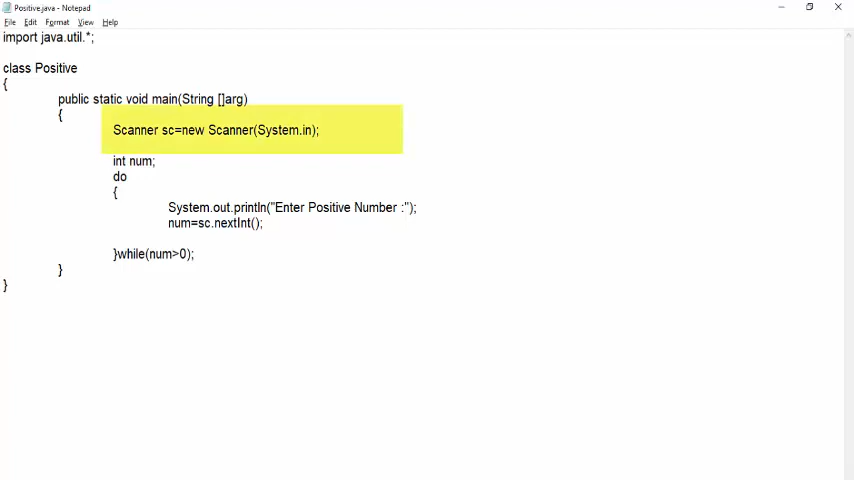 Positive.java - Notepad
File Edit Format View Help
import java.util.*;
class Positive
{
public static void main(String []arg)
{
Scanner sc=new Scanner(System.in);
int num;
do
{
System.out.println("Enter Positive Number :");
num=sc.nextInt();
}while(num>0);
}
}